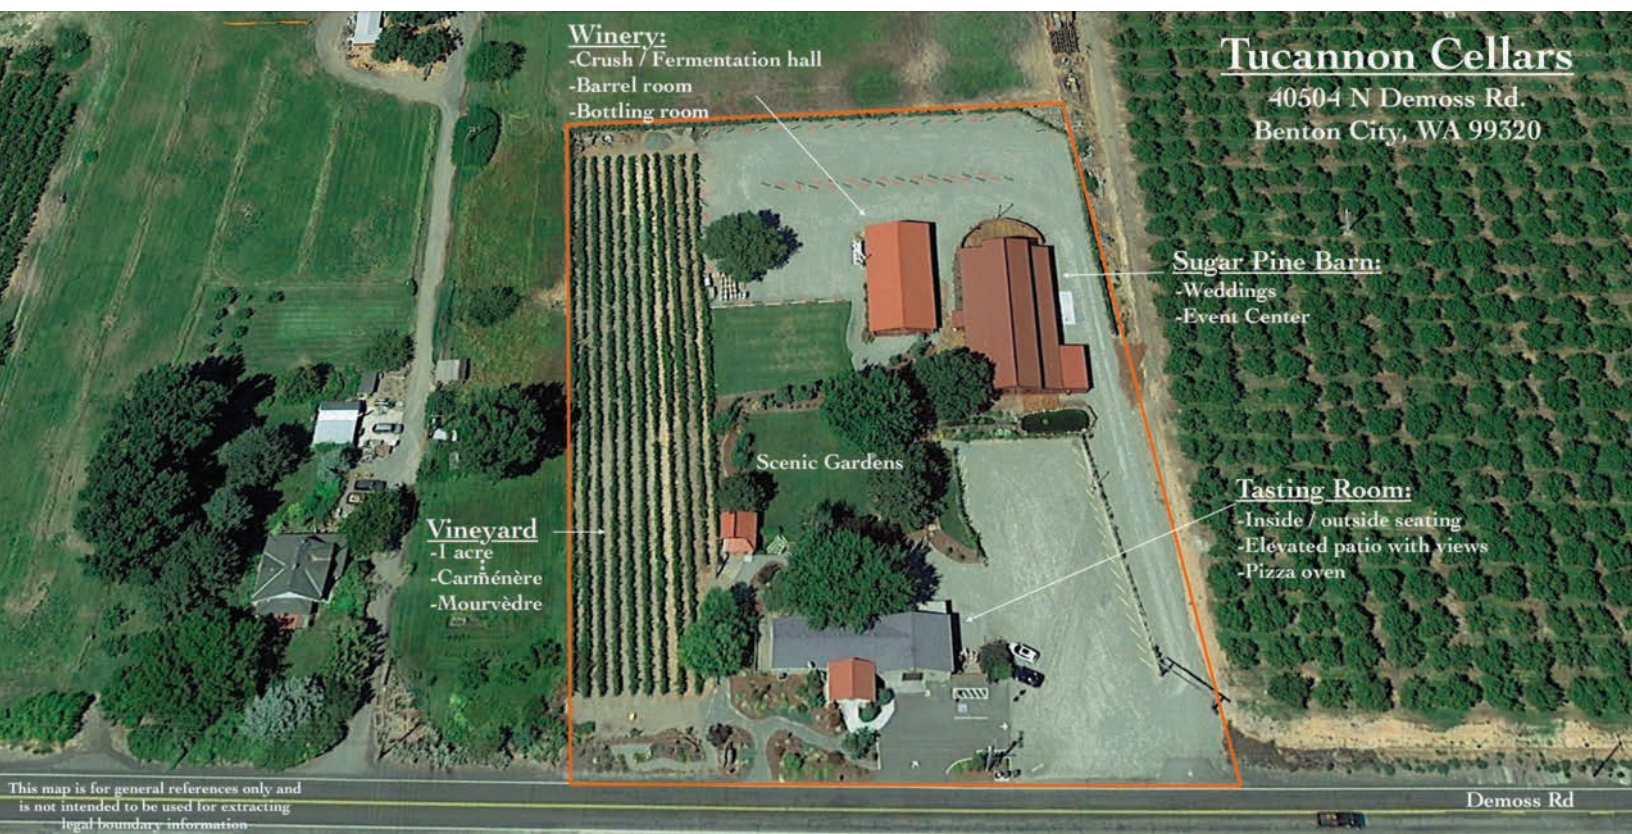 Winery:
-Crush / Fermentation hall
-Barrel room
-Bottling room
Tucannon Cellars
40504 N Demoss Rd.
Benton City, WA 99320
Sugar Pine Barn:
-Weddings
-Event Center
Scenic Gardens
Tasting Room:
-Inside / outside seating
-Elevated patio with views
-Pizza oven
Vineyard
-1 acre
-Carménère
-Mourvèdre
This map is for general references only and
is not intended to be used for extracting
legal boundary information
Demoss Rd